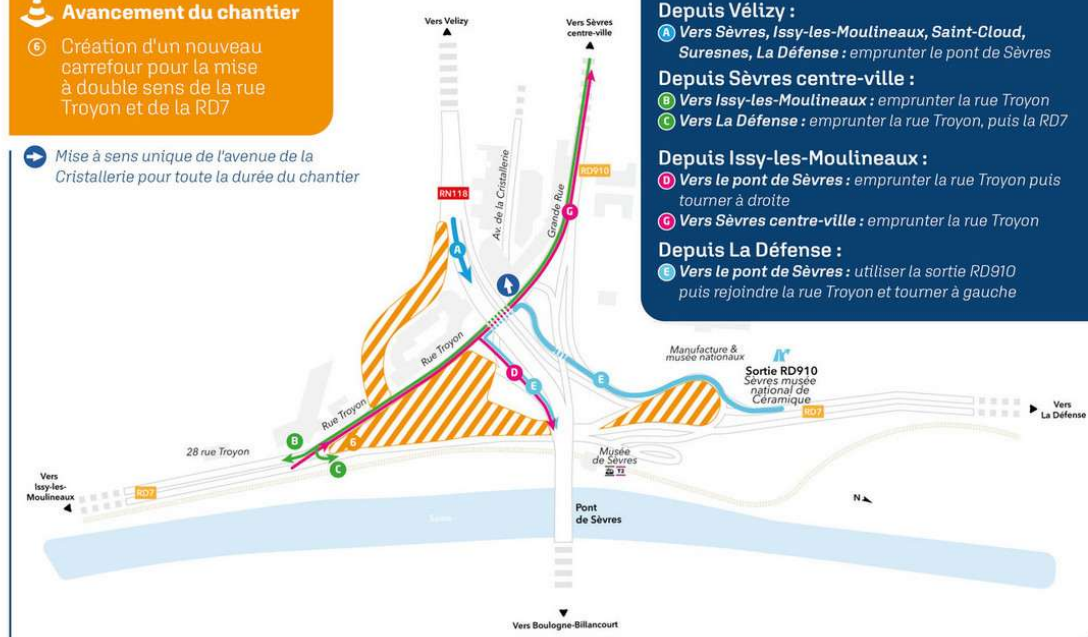 Avancement du chantier
6 Création d'un nouveau
carrefour pour la mise
à double sens de la rue
Troyon et de la RD7
Mise à sens unique de l'avenue de la
Cristallerie pour toute la durée du chantier
Depuis Vélizy :
A Vers Sèvres, Issy-les-Moulineaux, Saint-Cloud,
Suresnes, La Défense : emprunter le pont de Sèvres
Depuis Sèvres centre-ville :
B Vers Issy-les-Moulineaux : emprunter la rue Troyon
C Vers La Défense : emprunter la rue Troyon, puis la RD7
Depuis Issy-les-Moulineaux :
D Vers le pont de Sèvres : emprunter la rue Troyon puis
tourner à droite
G Vers Sèvres centre-ville : emprunter la rue Troyon
Depuis La Défense :
E Vers le pont de Sèvres : utiliser la sortie RD910
puis rejoindre la rue Troyon et tourner à gauche
Vers Velizy
Vers Sèvres
centre-ville
RN118
Av. de la Cristallerie
Grande Rue
RD910
G
A
Rue Troyon
Rue Troyon
D
E
E
Manufacture &
musée nationaux
Sortie RD910
Sèvres musée
national de
Céramique
RD7
Vers
La Défense
B
6
C
28 rue Troyon
Musée
de Sèvres
T2
Vers
Issy-les-
Moulineaux
RD7
N
Seine
Pont
de Sèvres
Vers Boulogne-Billancourt